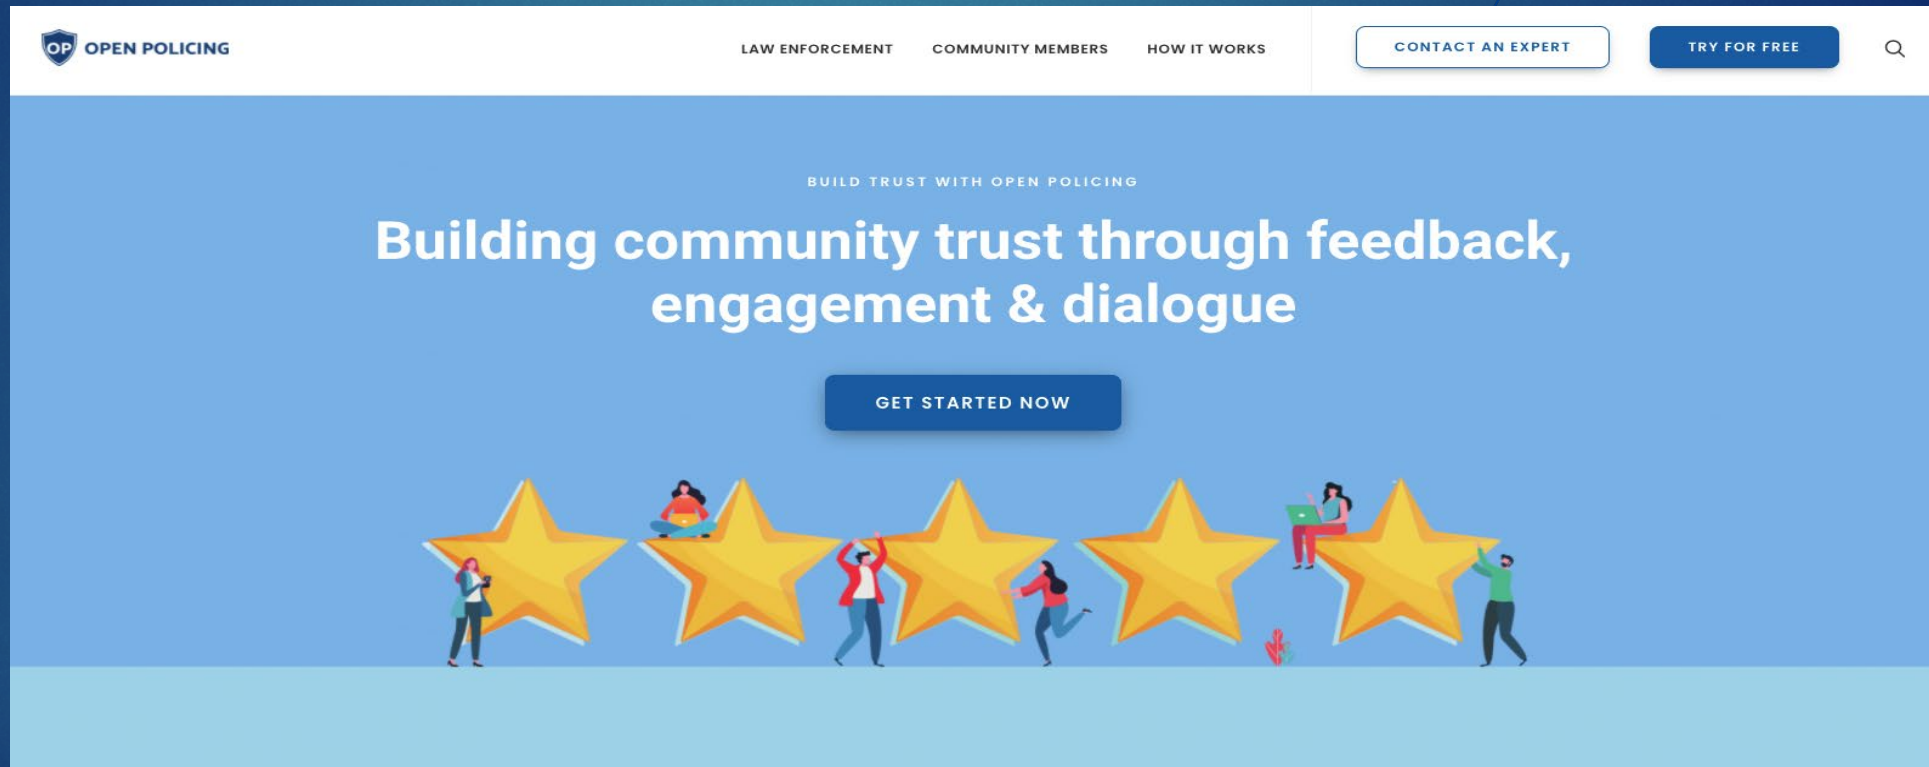 OP OPEN POLICING
LAW ENFORCEMENT COMMUNITY MEMBERS HOW IT WORKS CONTACT AN EXPERT TRY FOR FREE
BUILD TRUST WITH OPEN POLICING
Building community trust through feedback,
engagement & dialogue
GET STARTED NOW